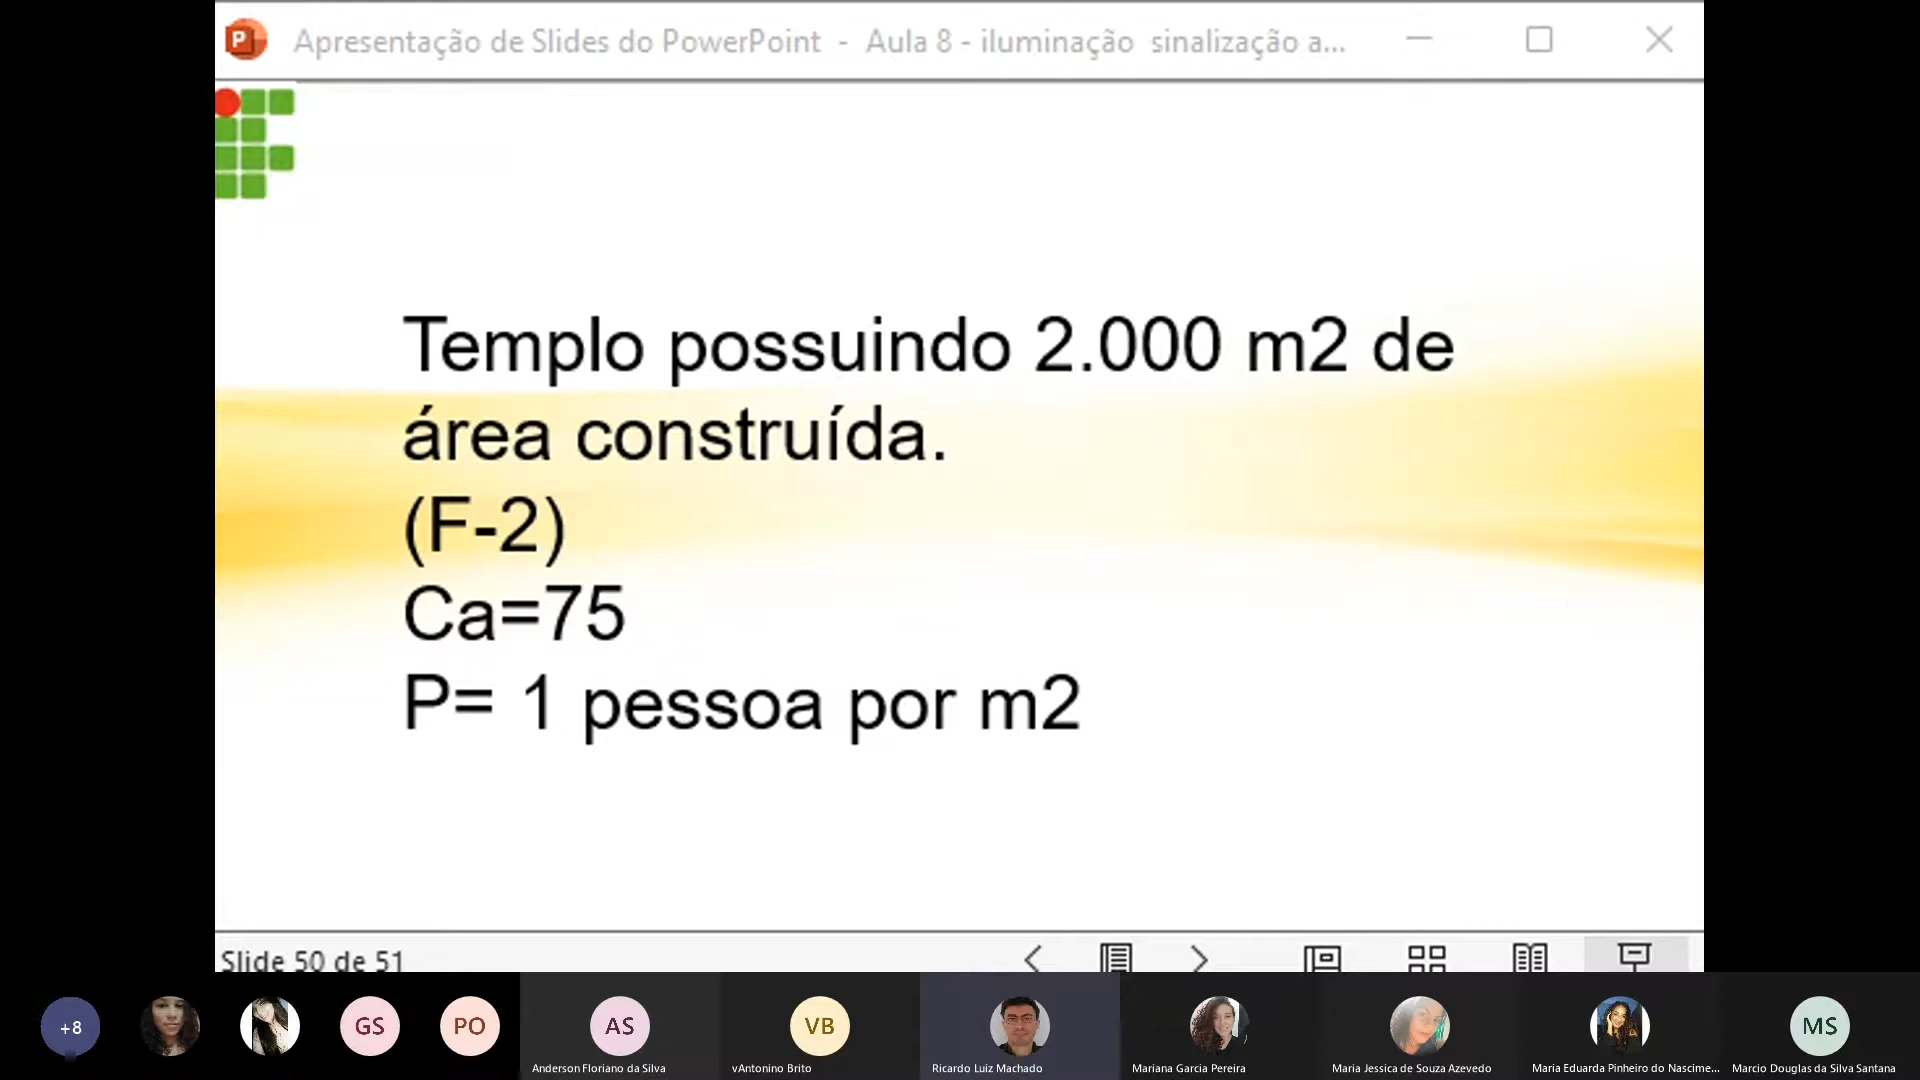 Apresentação de Slides do PowerPoint - Aula 8 - iluminação sinalização a...
Templo possuindo 2.000 m2 de
área construída.
(F-2)
Ca=75
P= 1 pessoa por m2
Slide 50 de 51
+8
GS
PO
AS
VB
MS
Anderson Floriano da Silva
vAntonino Brito
Ricardo Luiz Machado
Mariana Garcia Pereira
Maria Jessica de Souza Azevedo
Maria Eduarda Pinheiro do Nascime...
Marcio Douglas da Silva Santana